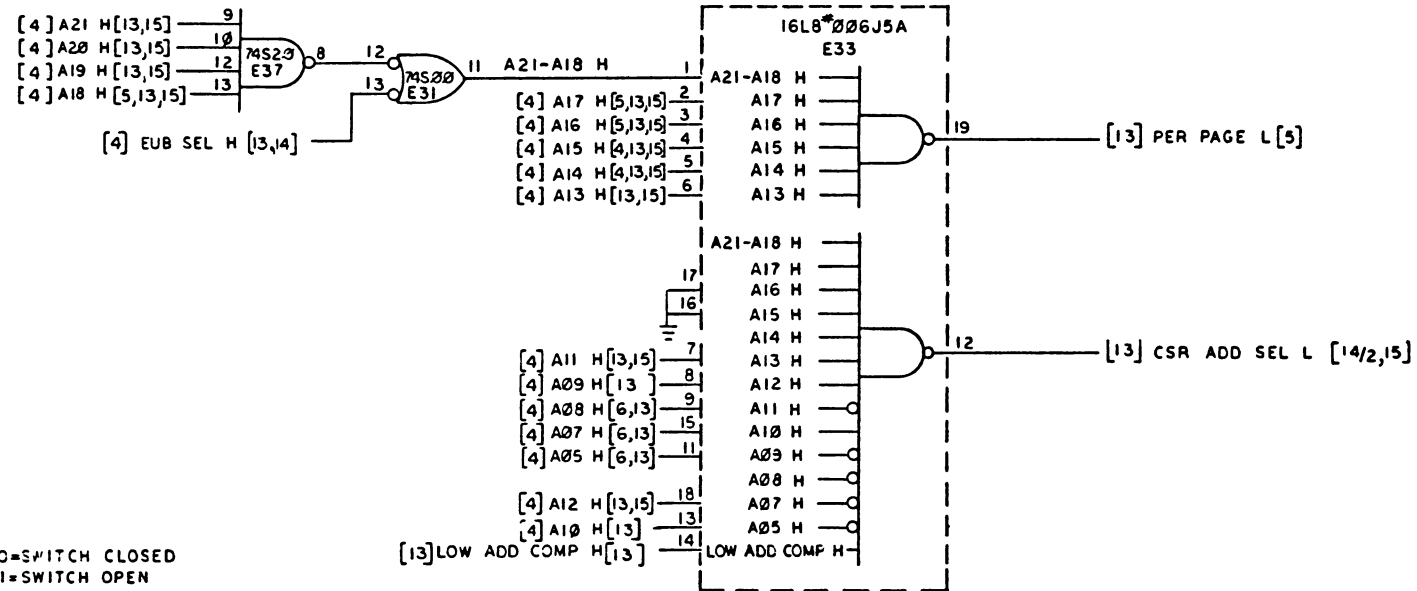 [4] A21 H[13,15] 9
[4] A20 H[13,15] 10
[4] A19 H[13,15] 12
[4] A18 H[5,13,15] 13
74S20
E37
8
12
13
74S00
E31
11 A21-A18 H 1
[4] EUB SEL H [13,14]
[4] A17 H[5,13,15] 2
[4] A16 H[5,13,15] 3
[4] A15 H[4,13,15] 4
[4] A14 H[4,13,15] 5
[4] A13 H[13,15] 6
16L8#006J5A
E33
A21-A18 H
A17 H
A16 H
A15 H
A14 H
A13 H
19 [13] PER PAGE L[5]
A21-A18 H
A17 H
17 A16 H
16 A15 H
A14 H
[4] A11 H[13,15] 7 A13 H
[4] A09 H[13 ] 8 A12 H
[4] A08 H[6,13] 9 A11 H
[4] A07 H[6,13] 15 A10 H
[4] A05 H[6,13] 11 A09 H
A08 H
[4] A12 H[13,15] 18 A07 H
[4] A10 H[13] 13 A05 H
[13]LOW ADD COMP H[13] 14 LOW ADD COMP H
12 [13] CSR ADD SEL L [14/2,15]
0=SWITCH CLOSED
1=SWITCH OPEN